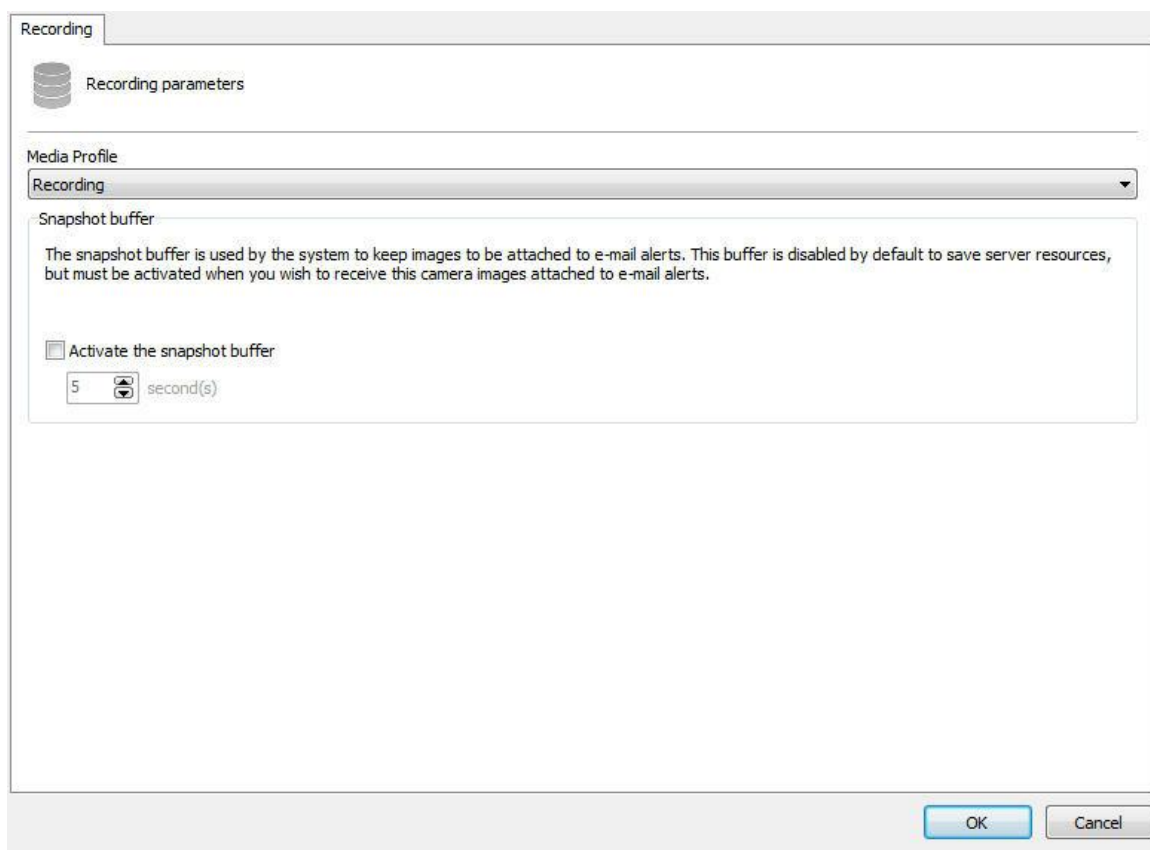 Recording
Recording parameters
Media Profile
Recording
Snapshot buffer
The snapshot buffer is used by the system to keep images to be attached to e-mail alerts. This buffer is disabled by default to save server resources,
but must be activated when you wish to receive this camera images attached to e-mail alerts.
Activate the snapshot buffer
5 second(s)
OK Cancel